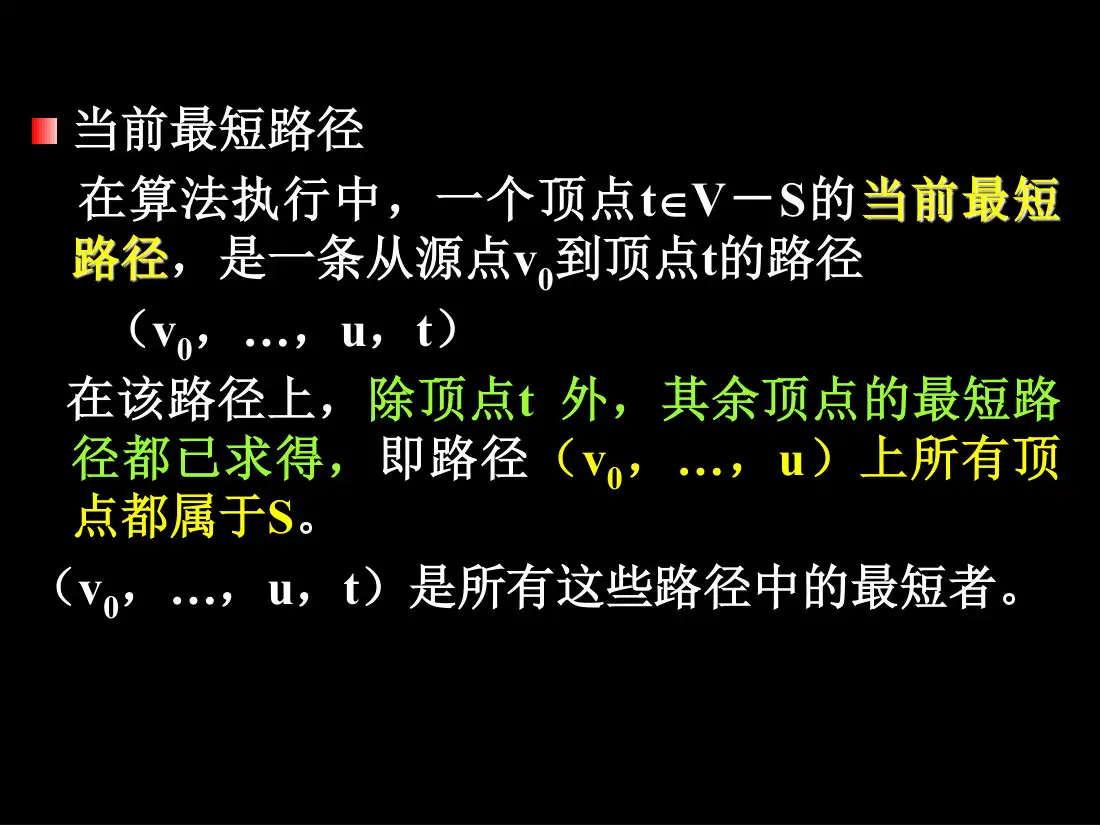 当前最短路径
在算法执行中，一个顶点t∈V－S的当前最短
路径，是一条从源点v₀到顶点t的路径
（v₀，…，u，t）
在该路径上，除顶点t 外，其余顶点的最短路
径都已求得，即路径（v₀，…，u）上所有顶
点都属于S。
（v₀，…，u，t）是所有这些路径中的最短者。